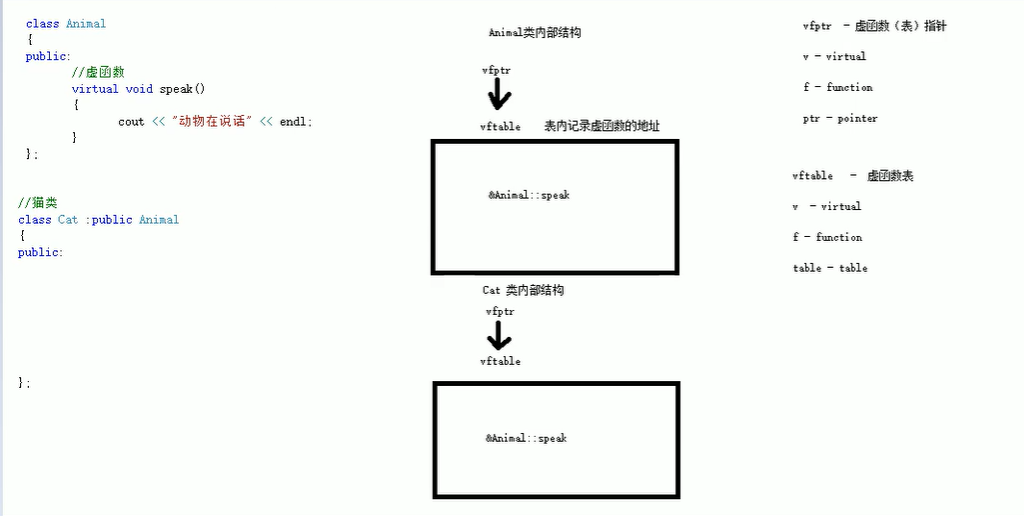 class Animal
{
public:
//虚函数
virtual void speak()
{
cout << "动物在说话" << endl;
}
};
//猫类
class Cat :public Animal
{
public:
};
Animal类内部结构
vfptr
vftable 表内记录虚函数的地址
&Animal::speak
Cat 类内部结构
vfptr
vftable
&Animal::speak
vfptr - 虚函数（表）指针
v - virtual
f - function
ptr - pointer
vftable - 虚函数表
v - virtual
f - function
table - table